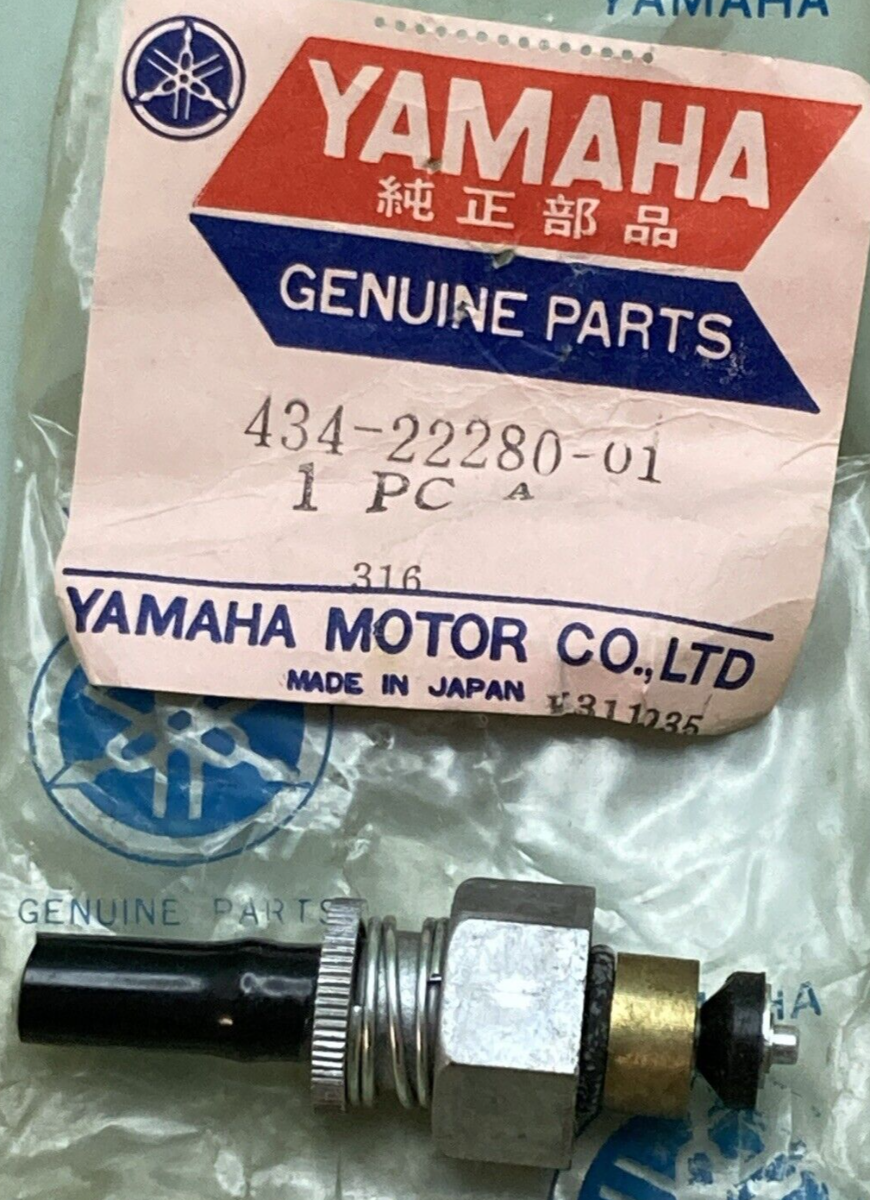 YAMAHA
YAMAHA
純正部品
GENUINE PARTS
434-22280-01
1 PC A
316
YAMAHA MOTOR CO.,LTD
MADE IN JAPAN
GENUINE PARTS